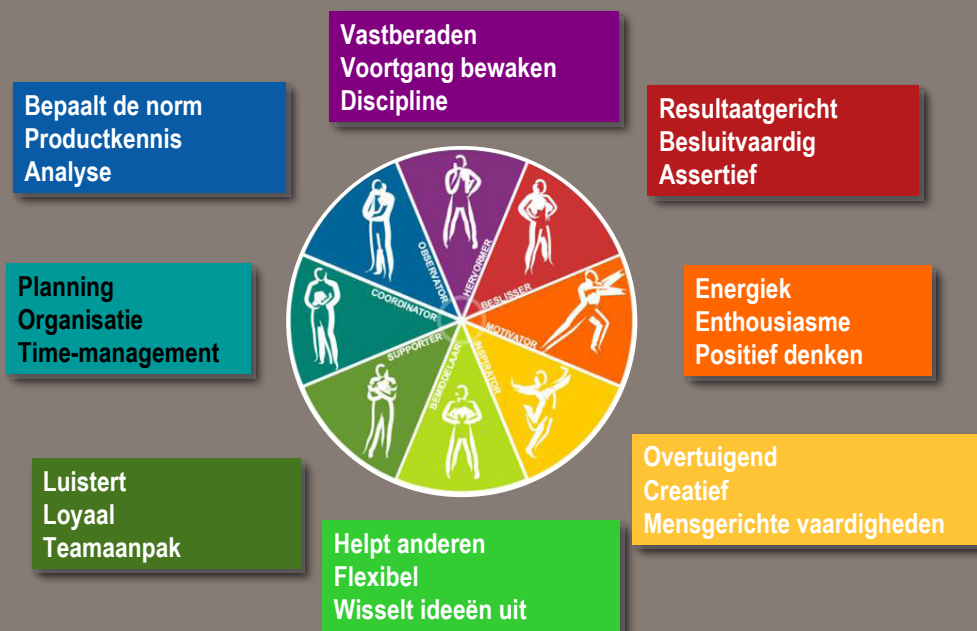 Vastberaden
Voortgang bewaken
Discipline
Bepaalt de norm
Productkennis
Analyse
Resultaatgericht
Besluitvaardig
Assertief
OBSERVATOR
HERVORMER
BESLISSER
MOTIVATOR
INSPIRATOR
BEMIDDELAAR
SUPPORTER
COORDINATOR
Planning
Organisatie
Time-management
Energiek
Enthousiasme
Positief denken
Luistert
Loyaal
Teamaanpak
Overtuigend
Creatief
Mensgerichte vaardigheden
Helpt anderen
Flexibel
Wisselt ideeën uit